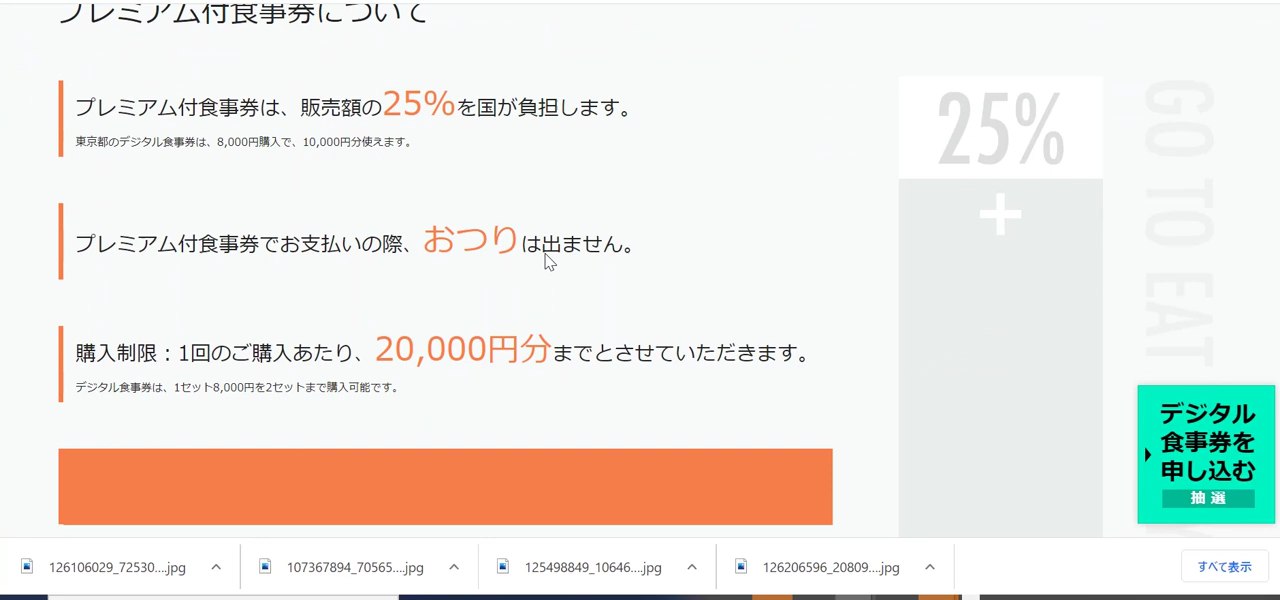 プレミアム付食事券について
プレミアム付食事券は、販売額の25%を国が負担します。
東京都のデジタル食事券は、8,000円購入で、10,000円分使えます。
プレミアム付食事券でお支払いの際、おつりは出ません。
購入制限：1回のご購入あたり、20,000円分までとさせていただきます。
デジタル食事券は、1セット8,000円を2セットまで購入可能です。
25%
+
GO TO EAT
デジタル
食事券を
申し込む
抽選
126106029_72530....jpg
107367894_70565....jpg
125498849_10646....jpg
126206596_20809....jpg
すべて表示